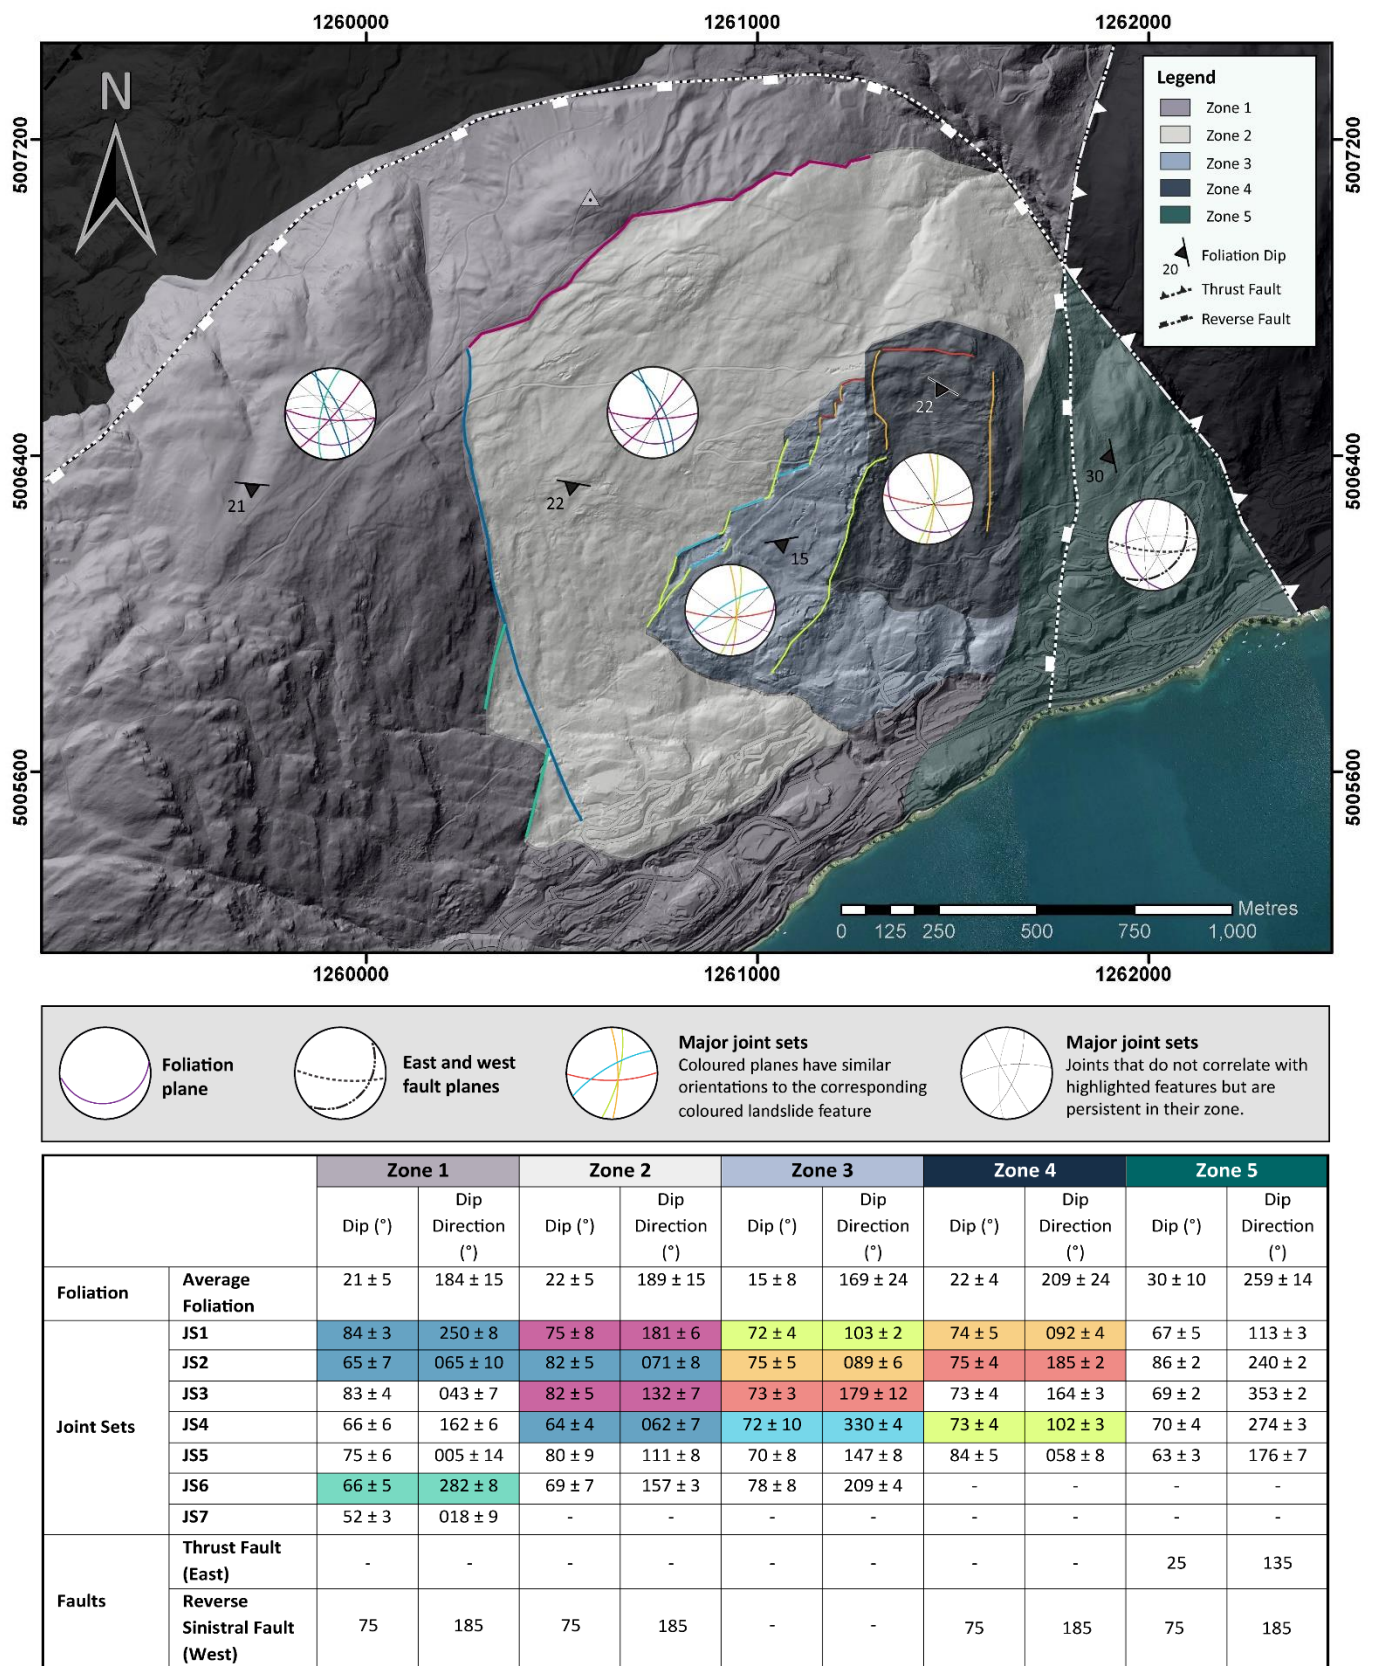 1260000 1261000 1262000
N
Legend
Zone 1
Zone 2
Zone 3
Zone 4
Zone 5
20 Foliation Dip
Thrust Fault
Reverse Fault
5007200 5007200
5006400 5006400
5005600 5005600
22
30
21
22
15
Metres
0 125 250 500 750 1,000
1260000 1261000 1262000
Foliation
plane
East and west
fault planes
Major joint sets
Coloured planes have similar
orientations to the corresponding
coloured landslide feature
Major joint sets
Joints that do not correlate with
highlighted features but are
persistent in their zone.
Zone 1 Zone 2 Zone 3 Zone 4 Zone 5
Dip (°) Dip Direction (°) Dip (°) Dip Direction (°) Dip (°) Dip Direction (°) Dip (°) Dip Direction (°) Dip (°) Dip Direction (°)
Foliation Average Foliation 21 ± 5 184 ± 15 22 ± 5 189 ± 15 15 ± 8 169 ± 24 22 ± 4 209 ± 24 30 ± 10 259 ± 14
Joint Sets
JS1 84 ± 3 250 ± 8 75 ± 8 181 ± 6 72 ± 4 103 ± 2 74 ± 5 092 ± 4 67 ± 5 113 ± 3
JS2 65 ± 7 065 ± 10 82 ± 5 071 ± 8 75 ± 5 089 ± 6 75 ± 4 185 ± 2 86 ± 2 240 ± 2
JS3 83 ± 4 043 ± 7 82 ± 5 132 ± 7 73 ± 3 179 ± 12 73 ± 4 164 ± 3 69 ± 2 353 ± 2
JS4 66 ± 6 162 ± 6 64 ± 4 062 ± 7 72 ± 10 330 ± 4 73 ± 4 102 ± 3 70 ± 4 274 ± 3
JS5 75 ± 6 005 ± 14 80 ± 9 111 ± 8 70 ± 8 147 ± 8 84 ± 5 058 ± 8 63 ± 3 176 ± 7
JS6 66 ± 5 282 ± 8 69 ± 7 157 ± 3 78 ± 8 209 ± 4 - - - -
JS7 52 ± 3 018 ± 9 - - - - - - - -
Faults
Thrust Fault (East) - - - - - - - - 25 135
Reverse Sinistral Fault (West) 75 185 75 185 - - 75 185 75 185